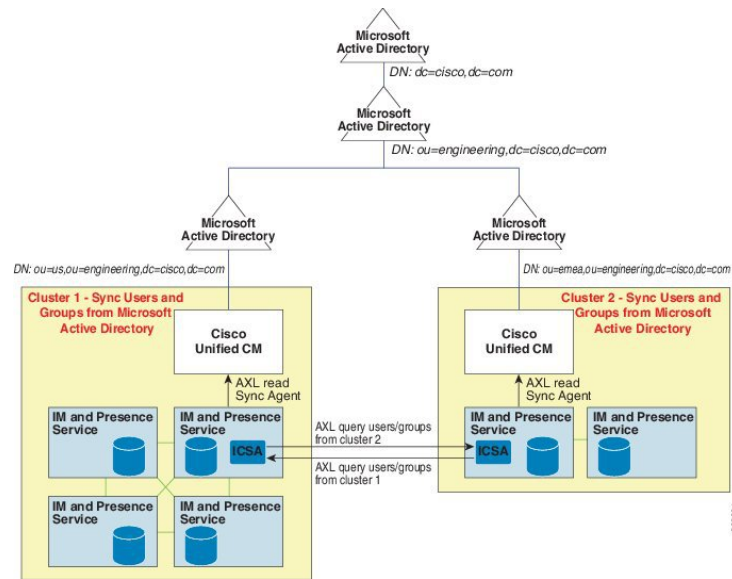 Microsoft
Active Directory
DN: dc=cisco,dc=com
Microsoft
Active Directory
DN: ou=engineering,dc=cisco,dc=com
Microsoft
Active Directory
Microsoft
Active Directory
DN: ou=us,ou=engineering,dc=cisco,dc=com
DN: ou=emea,ou=engineering,dc=cisco,dc=com
Cluster 1 - Sync Users and
Groups from Microsoft
Active Directory
Cisco
Unified CM
AXL read
Sync Agent
IM and Presence
Service
IM and Presence
Service
ICSA
IM and Presence
Service
IM and Presence
Service
AXL query users/groups
from cluster 2
AXL query users/groups
from cluster 1
Cluster 2 - Sync Users and
Groups from Microsoft
Active Directory
Cisco
Unified CM
AXL read
Sync Agent
IM and Presence
Service
ICSA
IM and Presence
Service